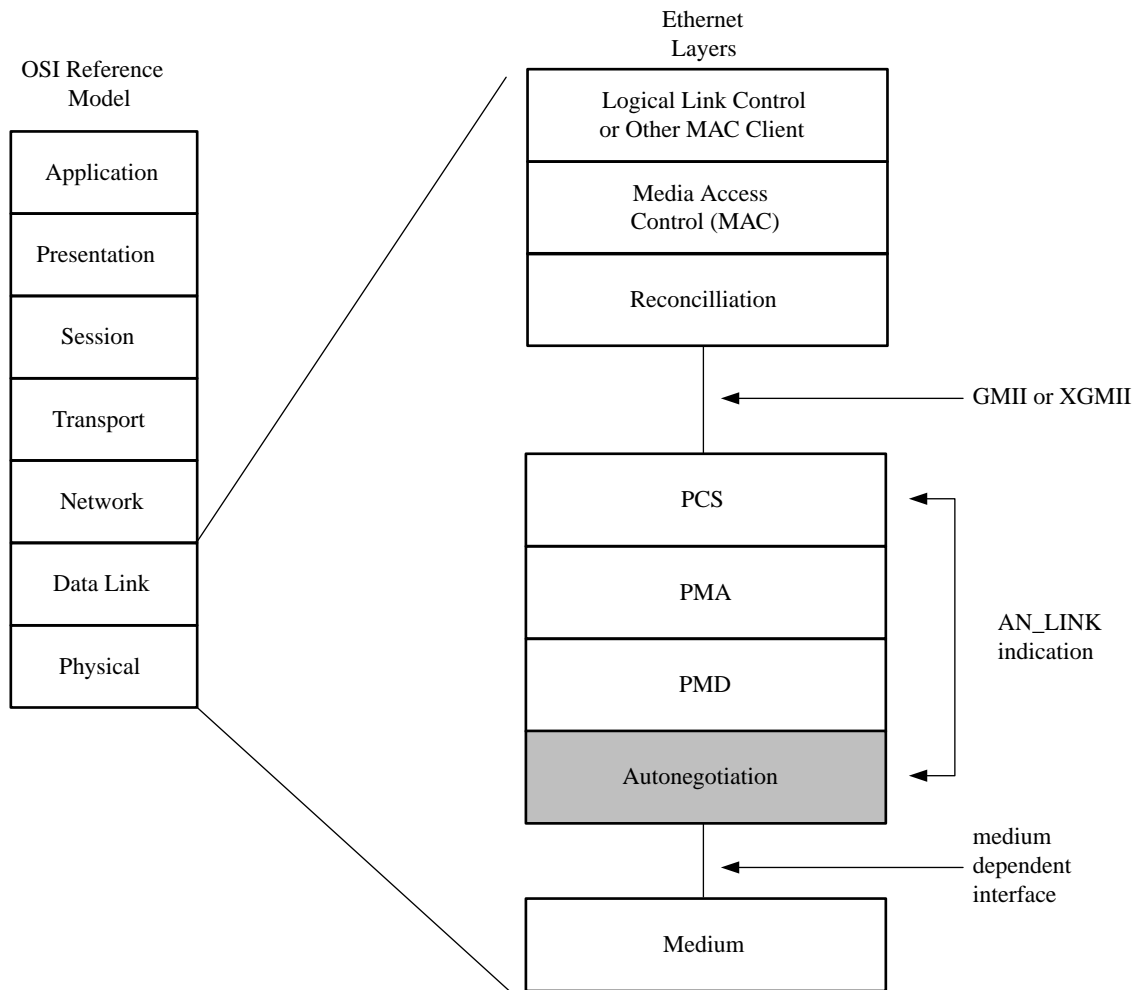 OSI Reference
Model
Application
Presentation
Session
Transport
Network
Data Link
Physical
Ethernet
Layers
Logical Link Control
or Other MAC Client
Media Access
Control (MAC)
Reconcilliation
GMII or XGMII
PCS
PMA
PMD
Autonegotiation
AN_LINK
indication
medium
dependent
interface
Medium